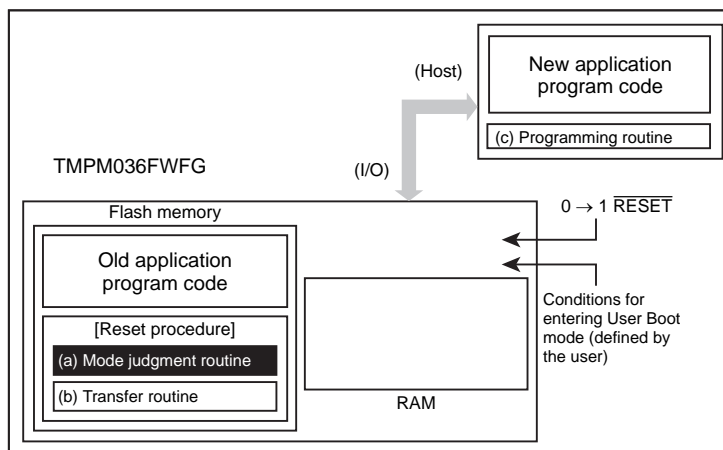 (Host)
New application
program code
(c) Programming routine
TMPM036FWFG
(I/O)
Flash memory
0 → 1 RESET
Old application
program code
[Reset procedure]
(a) Mode judgment routine
(b) Transfer routine
RAM
Conditions for
entering User Boot
mode (defined by
the user)